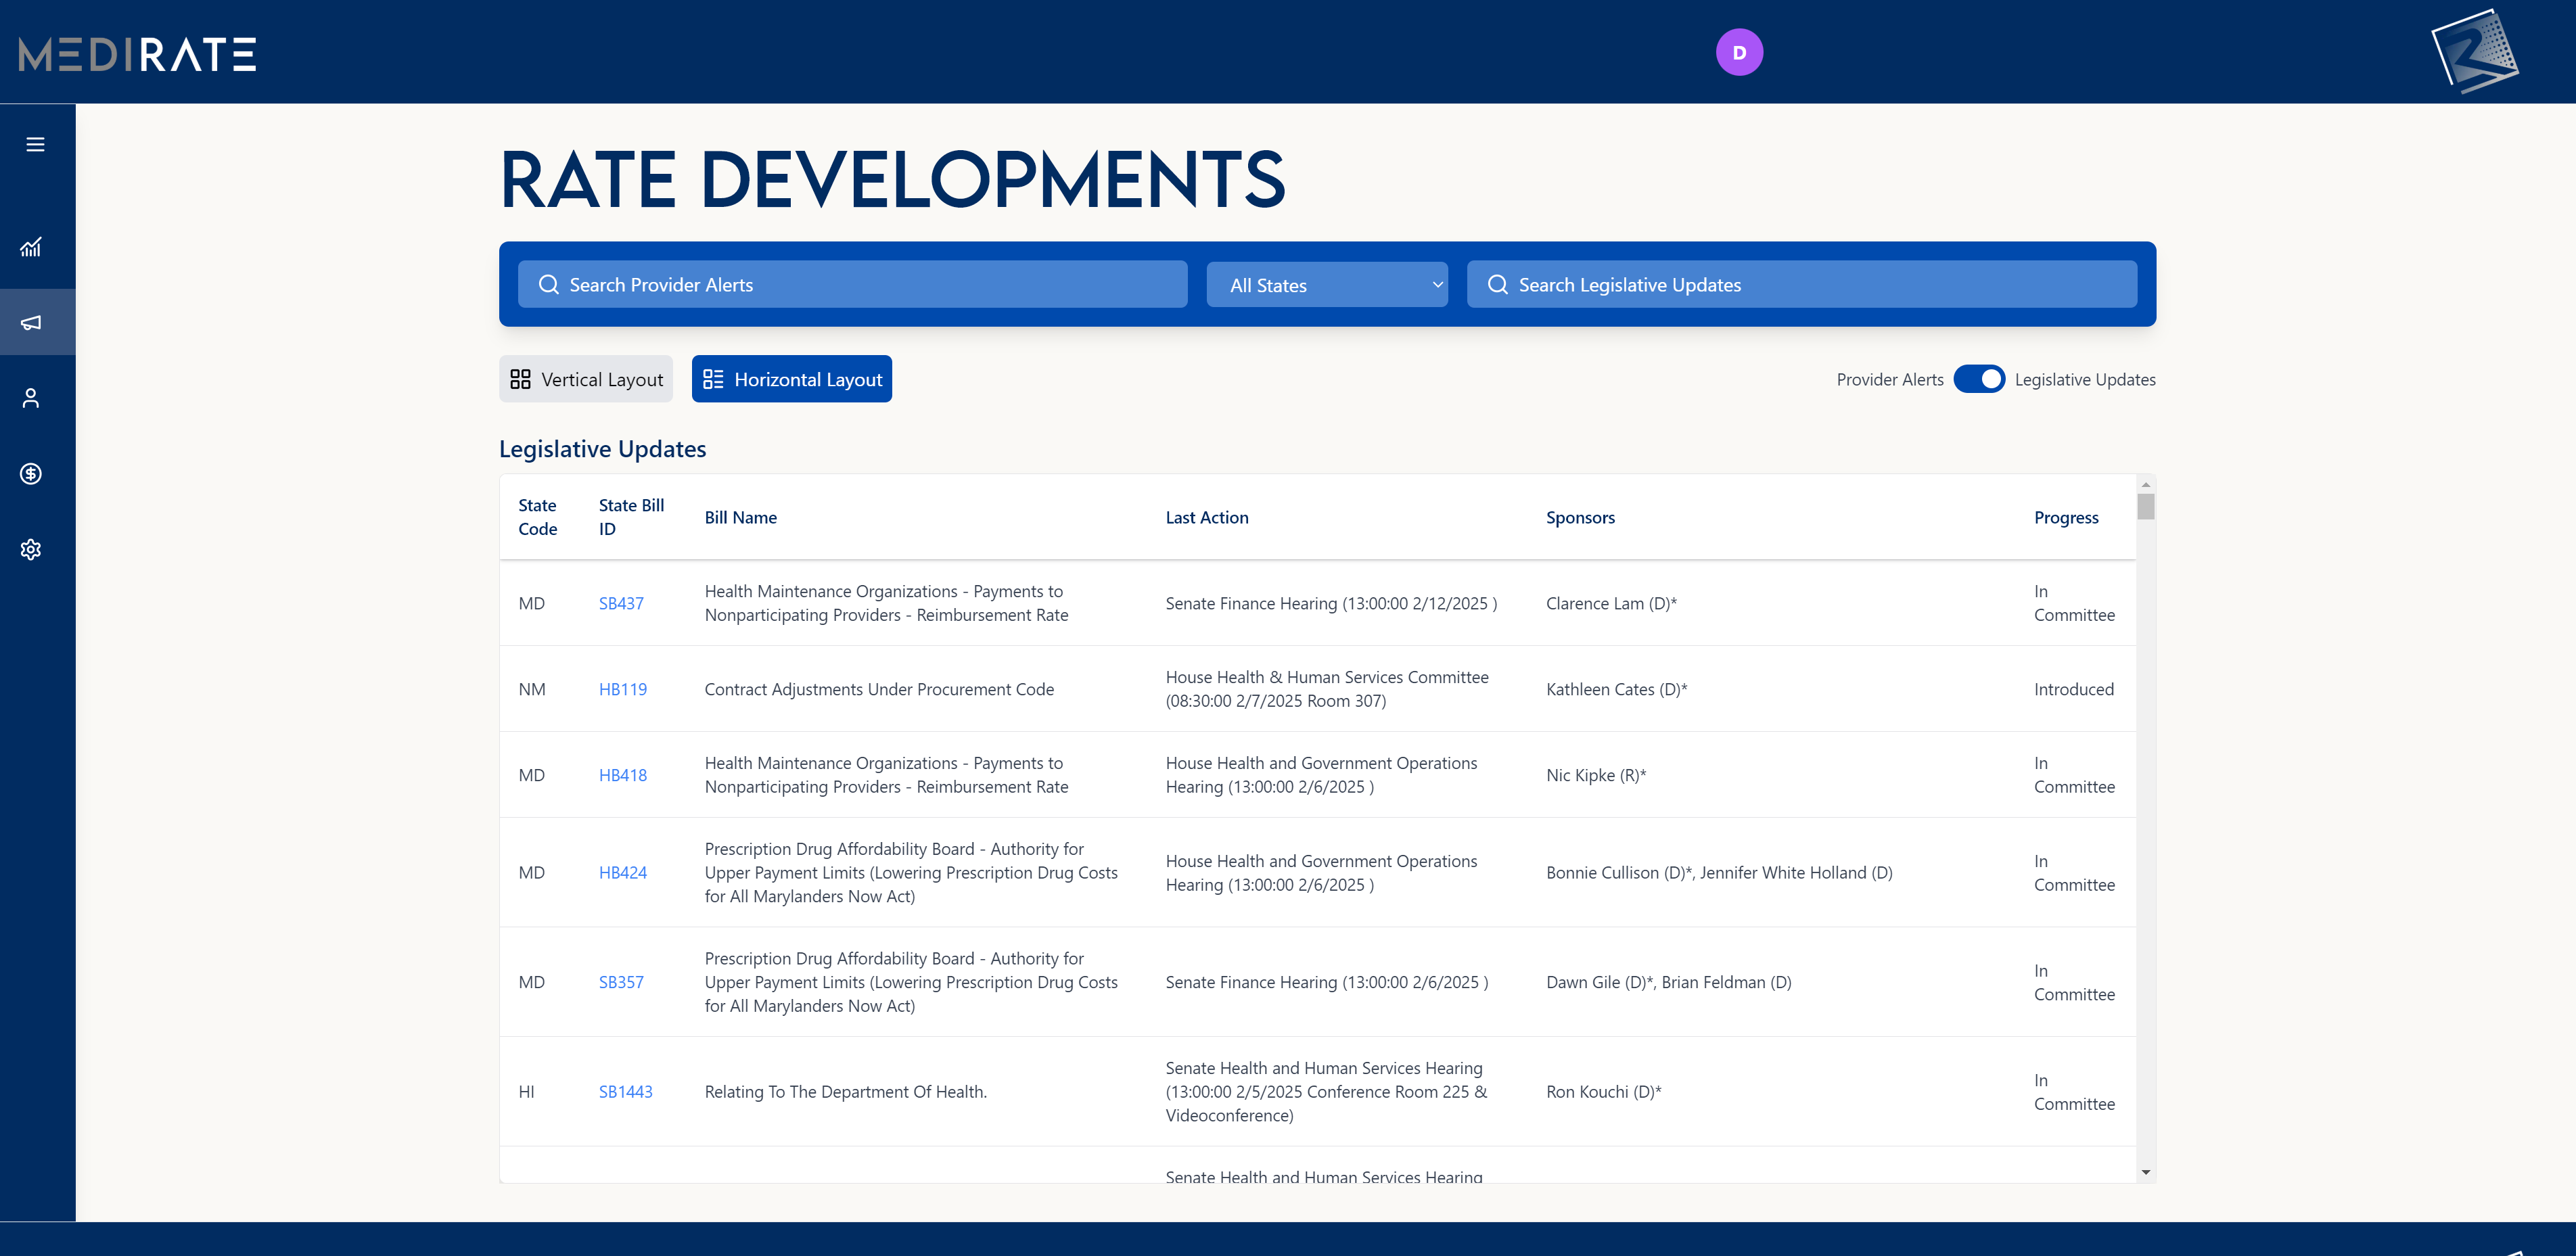 MEDIRATE
D
RATE DEVELOPMENTS
Search Provider Alerts
All States
Search Legislative Updates
Vertical Layout
Horizontal Layout
Provider Alerts
Legislative Updates
Legislative Updates
State Code
State Bill ID
Bill Name
Last Action
Sponsors
Progress
MD
SB437
Health Maintenance Organizations - Payments to
Nonparticipating Providers - Reimbursement Rate
Senate Finance Hearing (13:00:00 2/12/2025 )
Clarence Lam (D)*
In
Committee
NM
HB119
Contract Adjustments Under Procurement Code
House Health & Human Services Committee
(08:30:00 2/7/2025 Room 307)
Kathleen Cates (D)*
Introduced
MD
HB418
Health Maintenance Organizations - Payments to
Nonparticipating Providers - Reimbursement Rate
House Health and Government Operations
Hearing (13:00:00 2/6/2025 )
Nic Kipke (R)*
In
Committee
MD
HB424
Prescription Drug Affordability Board - Authority for
Upper Payment Limits (Lowering Prescription Drug Costs
for All Marylanders Now Act)
House Health and Government Operations
Hearing (13:00:00 2/6/2025 )
Bonnie Cullison (D)*, Jennifer White Holland (D)
In
Committee
MD
SB357
Prescription Drug Affordability Board - Authority for
Upper Payment Limits (Lowering Prescription Drug Costs
for All Marylanders Now Act)
Senate Finance Hearing (13:00:00 2/6/2025 )
Dawn Gile (D)*, Brian Feldman (D)
In
Committee
HI
SB1443
Relating To The Department Of Health.
Senate Health and Human Services Hearing
(13:00:00 2/5/2025 Conference Room 225 &
Videoconference)
Ron Kouchi (D)*
In
Committee
Senate Health and Human Services Hearing